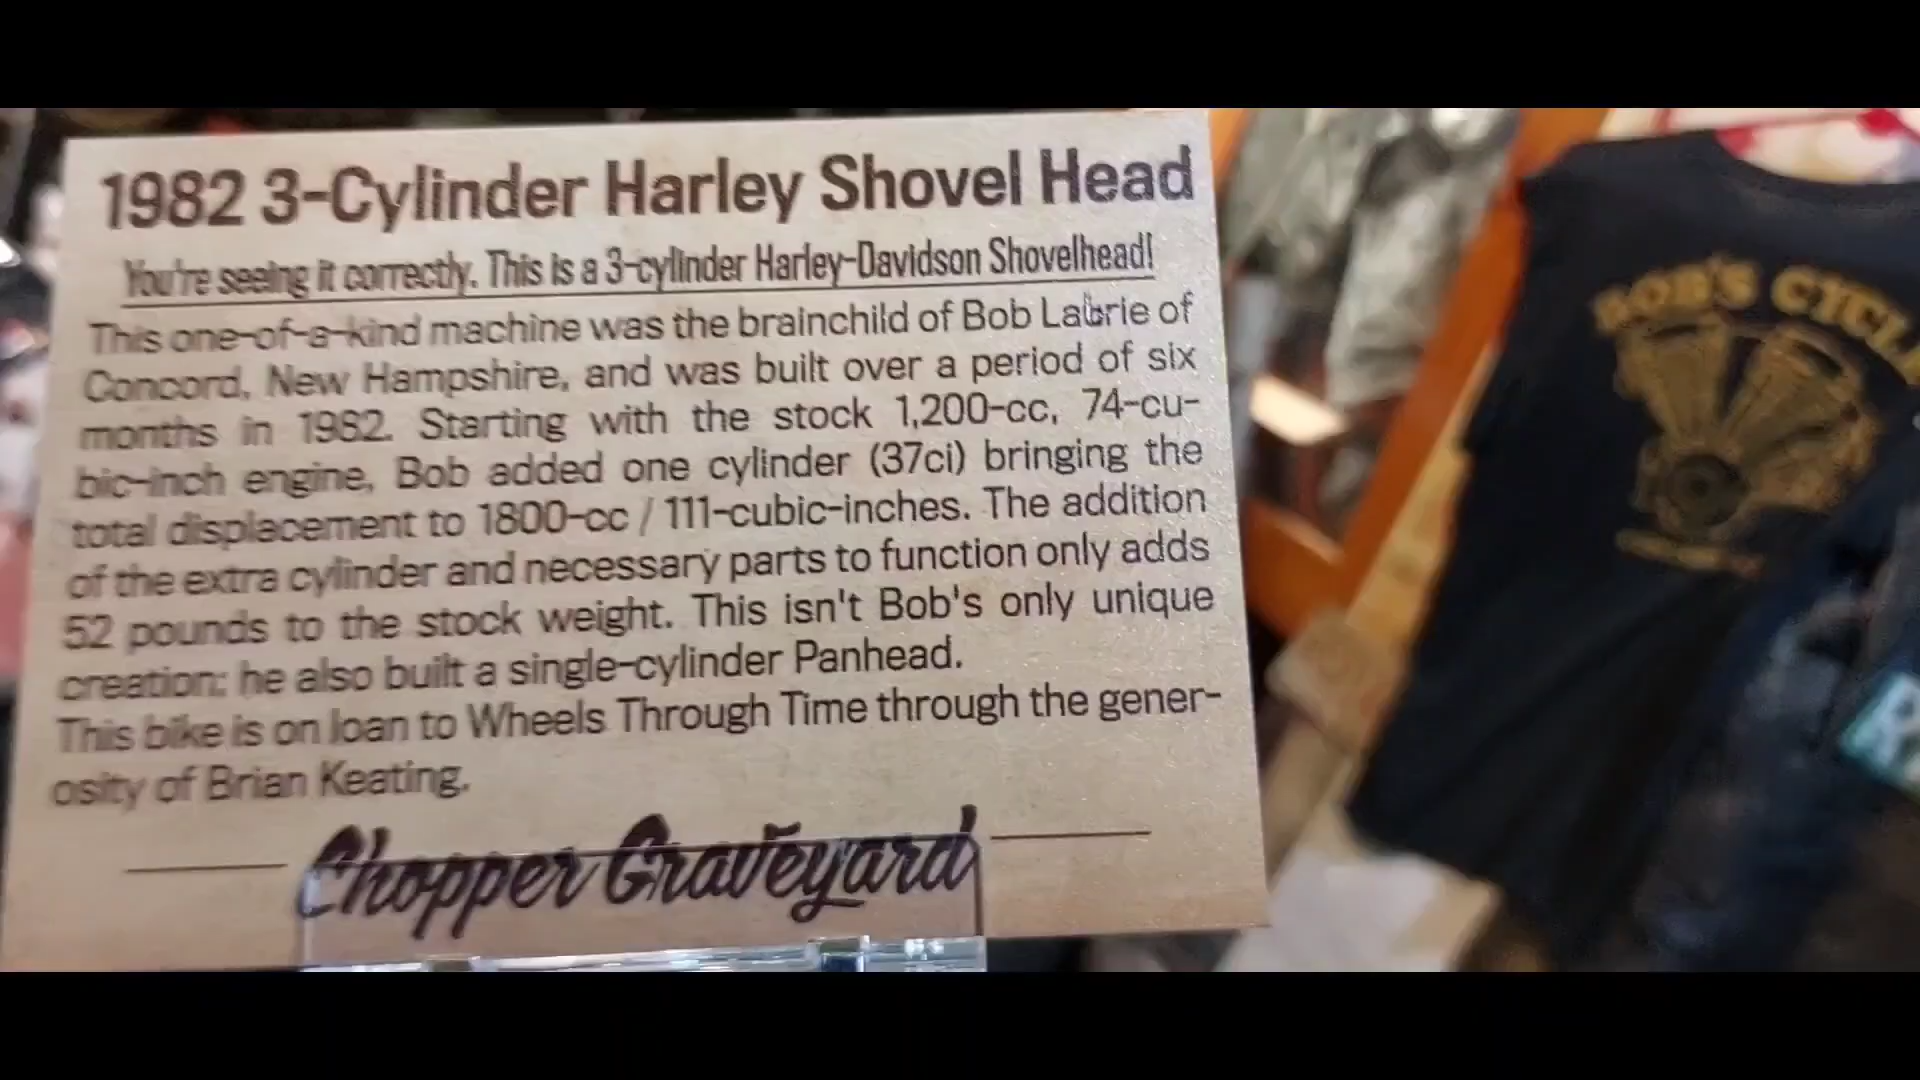 1982 3-Cylinder Harley Shovel Head
You're seeing it correctly. This is a 3-cylinder Harley-Davidson Shovelhead!
This one-of-a-kind machine was the brainchild of Bob Labrie of
Concord, New Hampshire, and was built over a period of six
months in 1982. Starting with the stock 1,200-cc, 74-cu-
bic-inch engine, Bob added one cylinder (37ci) bringing the
total displacement to 1800-cc / 111-cubic-inches. The addition
of the extra cylinder and necessary parts to function only adds
52 pounds to the stock weight. This isn't Bob's only unique
creation: he also built a single-cylinder Panhead.
This bike is on loan to Wheels Through Time through the gener-
osity of Brian Keating.
Chopper Graveyard
BOB'S CYCL